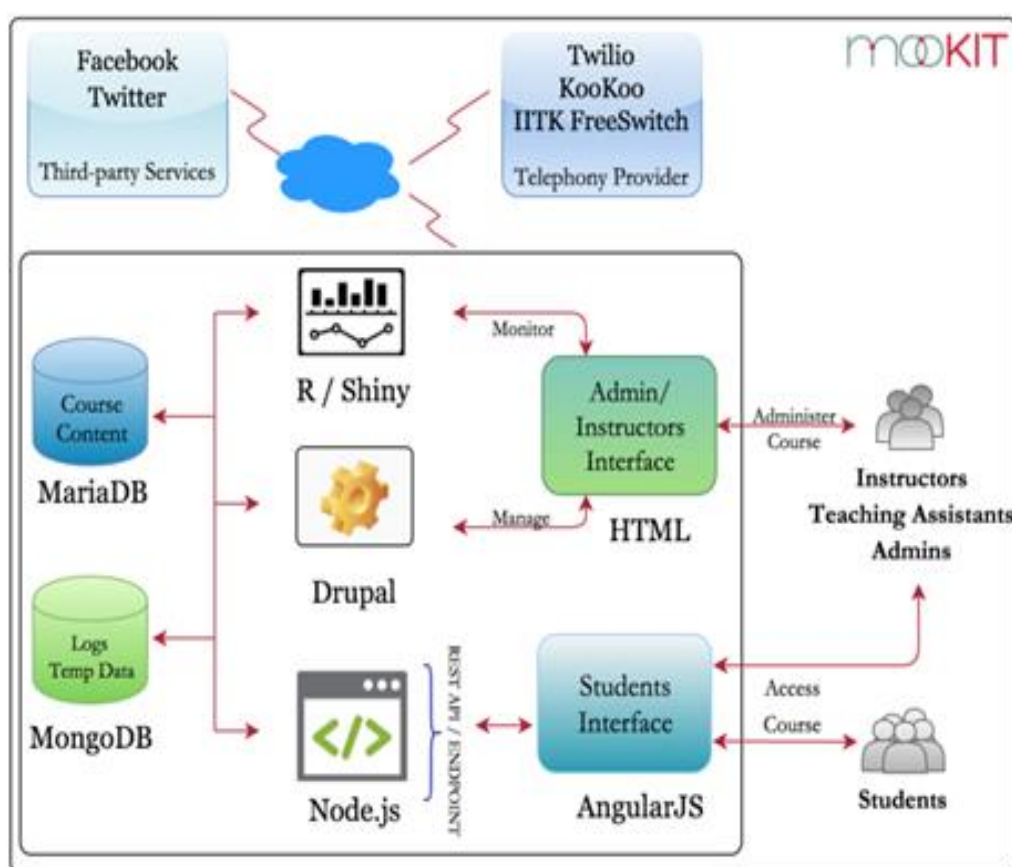 mooKIT
Facebook
Twitter
Third-party Services
Twilio
KooKoo
IITK FreeSwitch
Telephony Provider
Course
Content
MariaDB
Logs
Temp Data
MongoDB
R / Shiny
Drupal
Node.js
REST API / ENDPOINT
Monitor
Manage
Admin/
Instructors
Interface
HTML
Students
Interface
AngularJS
Administer
Course
Instructors
Teaching Assistants
Admins
Access
Course
Students